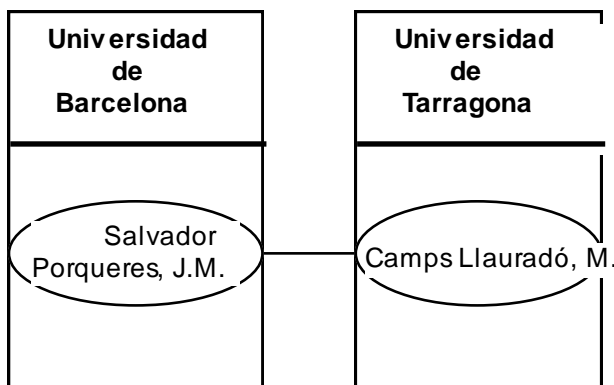 Universidad
de
Barcelona
Universidad
de
Tarragona
Salvador
Porqueres, J.M.
Camps Llauradó, M.